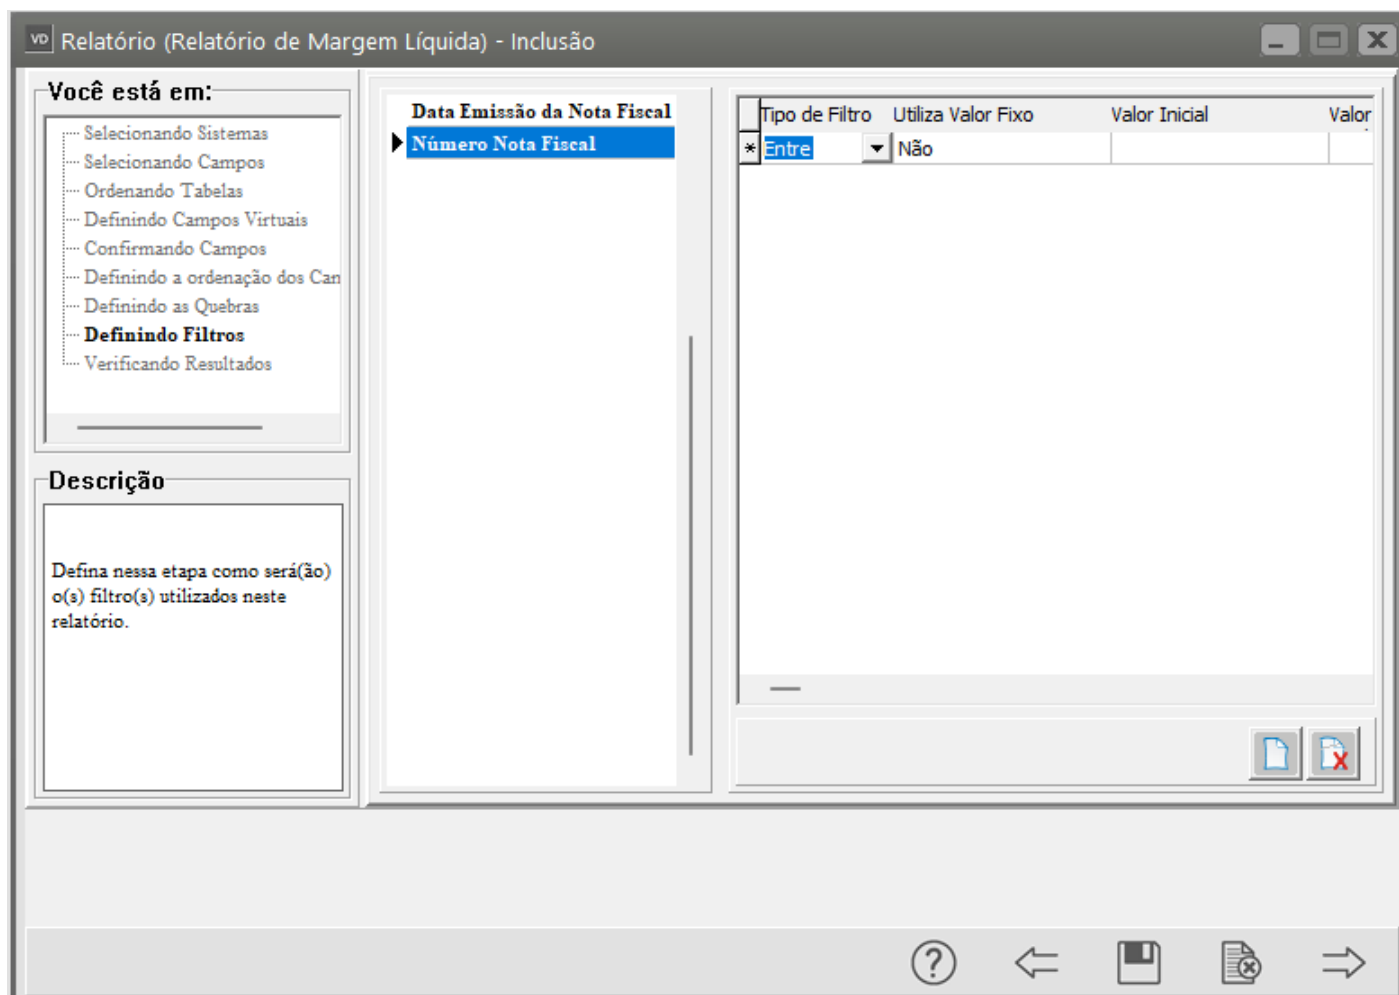 VD Relatório (Relatório de Margem Líquida) - Inclusão
Você está em:
Selecionando Sistemas
Selecionando Campos
Ordenando Tabelas
Definindo Campos Virtuais
Confirmando Campos
Definindo a ordenação dos Can
Definindo as Quebras
Definindo Filtros
Verificando Resultados
Descrição
Defina nessa etapa como será(ão)
o(s) filtro(s) utilizados neste
relatório.
Data Emissão da Nota Fiscal
Número Nota Fiscal
Tipo de Filtro Utiliza Valor Fixo Valor Inicial Valor
* Entre Não
?